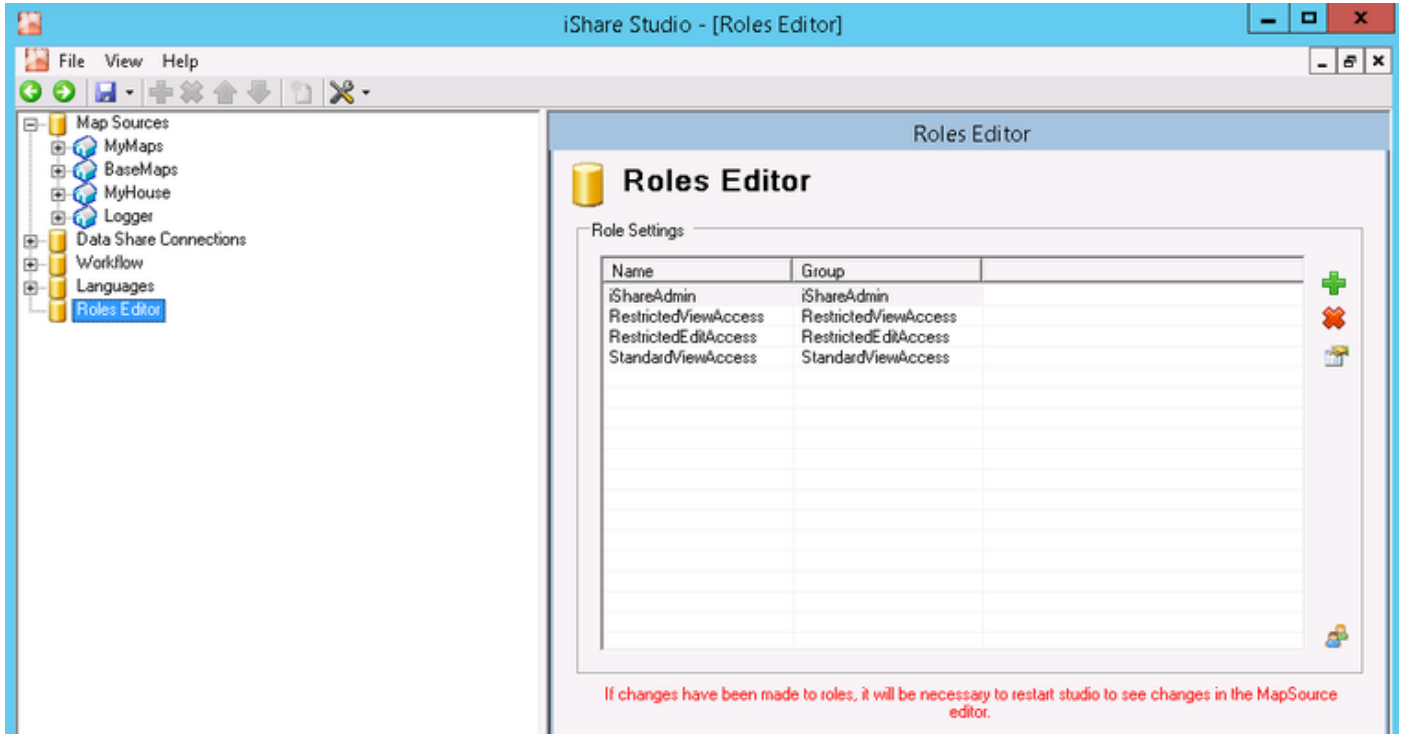 iShare Studio - [Roles Editor]
File View Help
Map Sources
MyMaps
BaseMaps
MyHouse
Logger
Data Share Connections
Workflow
Languages
Roles Editor
Roles Editor
Roles Editor
Role Settings
Name Group
iShareAdmin iShareAdmin
RestrictedViewAccess RestrictedViewAccess
RestrictedEditAccess RestrictedEditAccess
StandardViewAccess StandardViewAccess
If changes have been made to roles, it will be necessary to restart studio to see changes in the MapSource
editor.